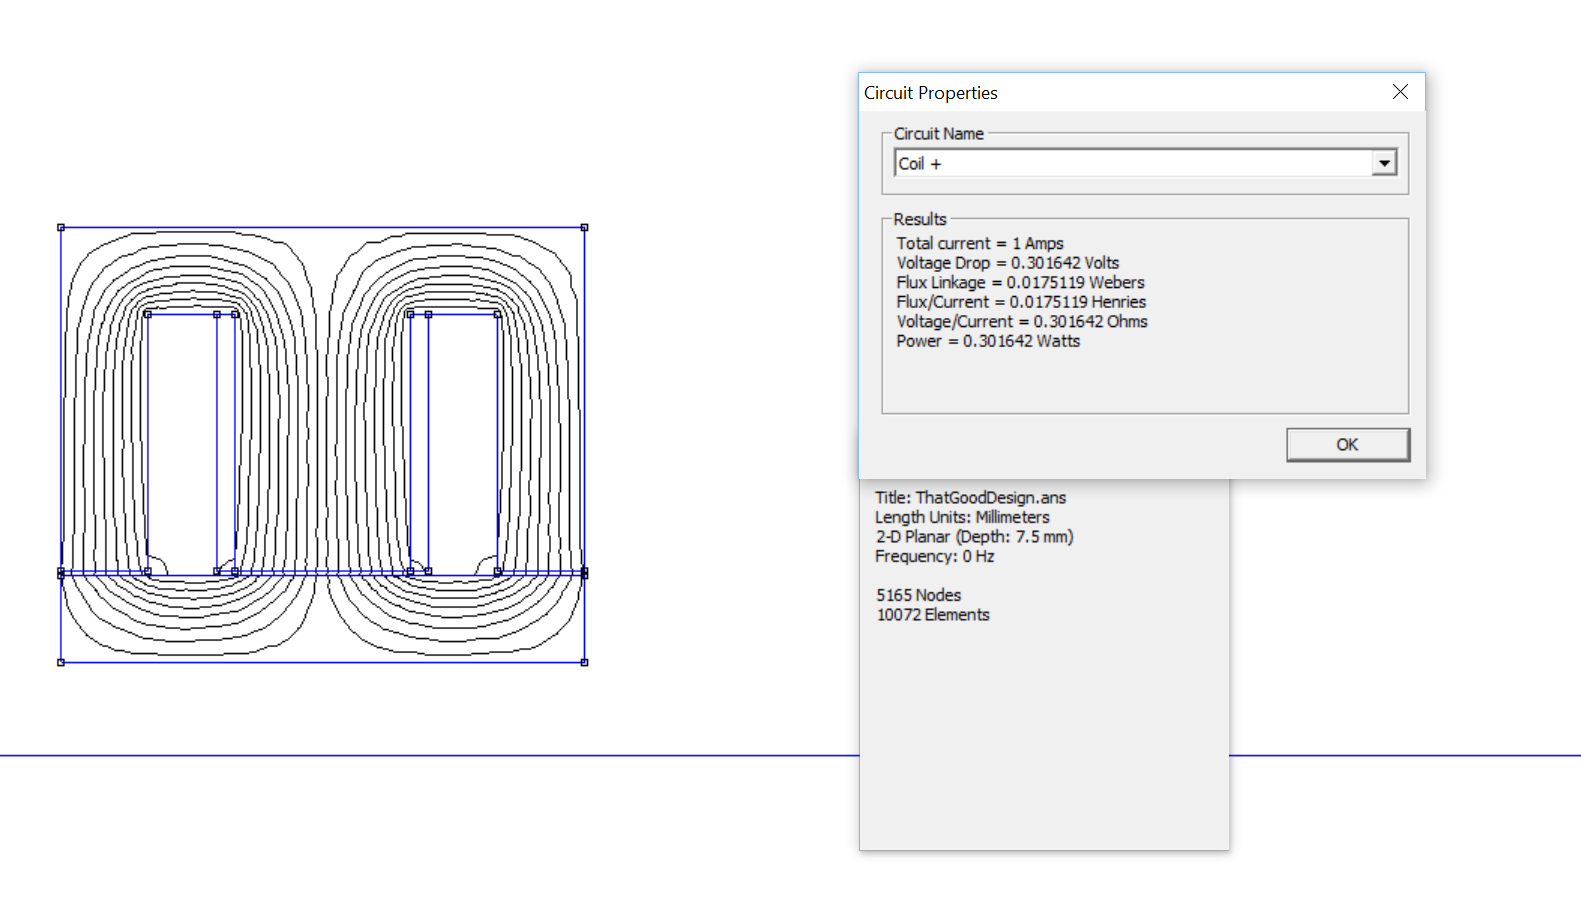 Circuit Properties
Circuit Name
Coil +
Results
Total current = 1 Amps
Voltage Drop = 0.301642 Volts
Flux Linkage = 0.0175119 Webers
Flux/Current = 0.0175119 Henries
Voltage/Current = 0.301642 Ohms
Power = 0.301642 Watts
OK
Title: ThatGoodDesign.ans
Length Units: Millimeters
2-D Planar (Depth: 7.5 mm)
Frequency: 0 Hz
5165 Nodes
10072 Elements